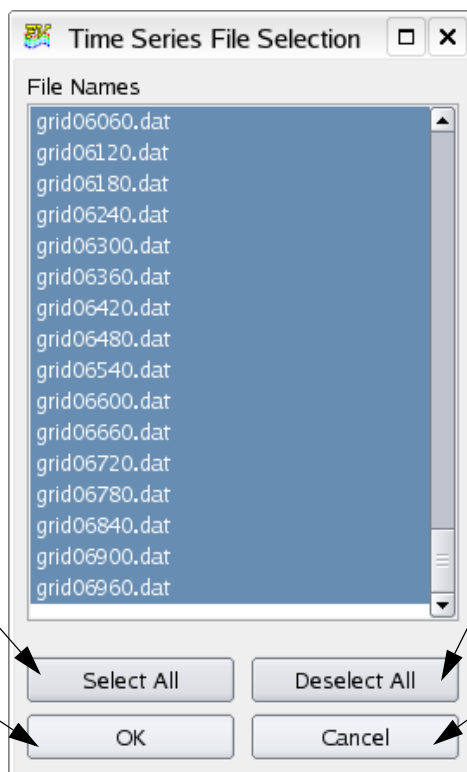 Time Series File Selection
File Names
grid06060.dat
grid06120.dat
grid06180.dat
grid06240.dat
grid06300.dat
grid06360.dat
grid06420.dat
grid06480.dat
grid06540.dat
grid06600.dat
grid06660.dat
grid06720.dat
grid06780.dat
grid06840.dat
grid06900.dat
grid06960.dat
Select All Deselect All
OK Cancel